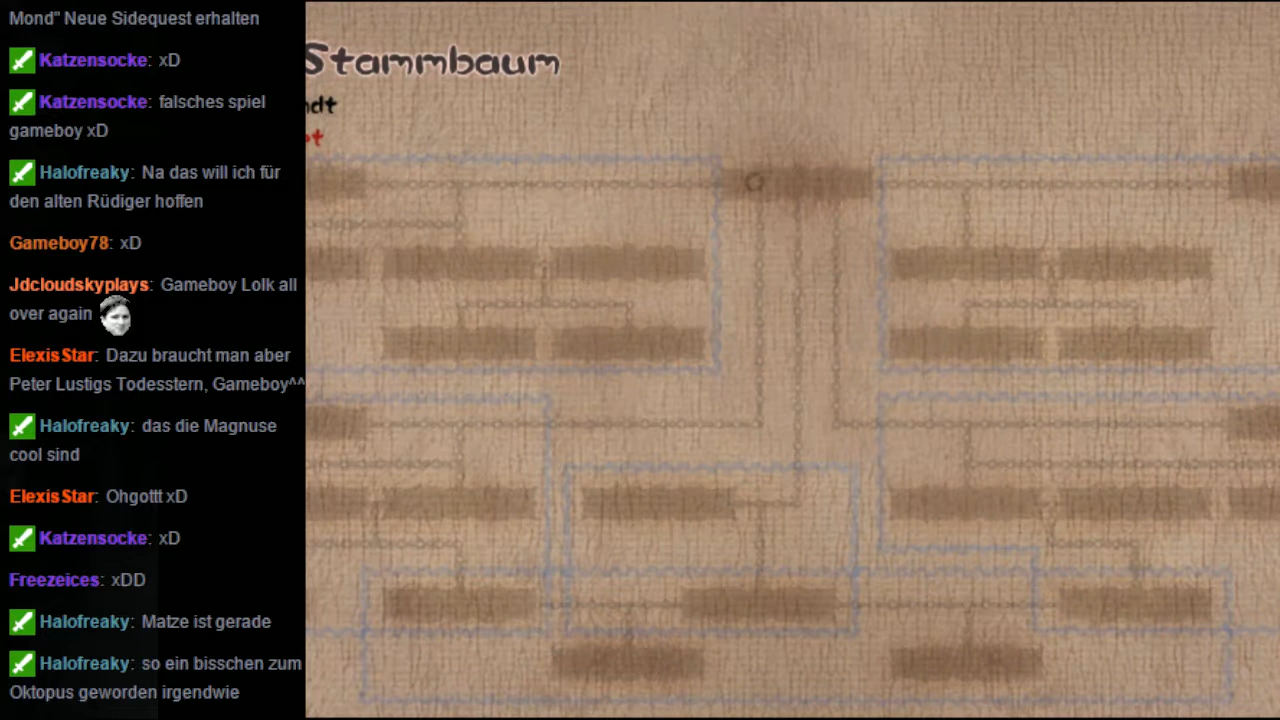 Mond" Neue Sidequest erhalten
Katzensocke: xD
Katzensocke: falsches spiel
gameboy xD
Halofreaky: Na das will ich für
den alten Rüdiger hoffen
Gameboy78: xD
Jdcloudskyplays: Gameboy Lolk all
over again
ElexisStar: Dazu braucht man aber
Peter Lustigs Todesstern, Gameboy^^
Halofreaky: das die Magnuse
cool sind
ElexisStar: Ohgottt xD
Katzensocke: xD
Freezeices: xDD
Halofreaky: Matze ist gerade
Halofreaky: so ein bisschen zum
Oktopus geworden irgendwie
Stammbaum